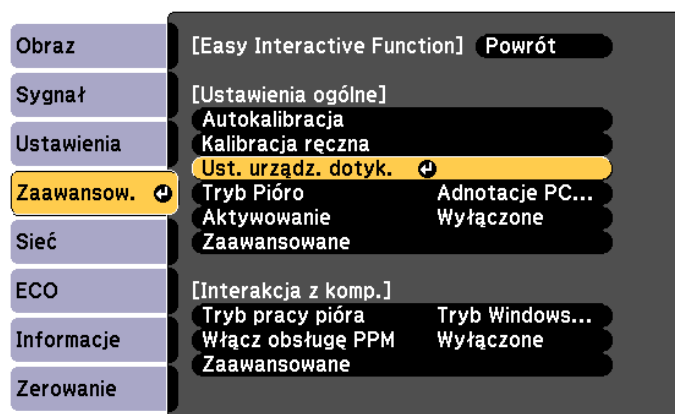 Obraz
Sygnał
Ustawienia
Zaawansow.
Sieć
ECO
Informacje
Zerowanie
[Easy Interactive Function] Powrót
[Ustawienia ogólne]
Autokalibracja
Kalibracja ręczna
Ust. urządz. dotyk.
Tryb Pióro Adnotacje PC...
Aktywowanie Wyłączone
Zaawansowane
[Interakcja z komp.]
Tryb pracy pióra Tryb Windows...
Włącz obsługę PPM Wyłączone
Zaawansowane